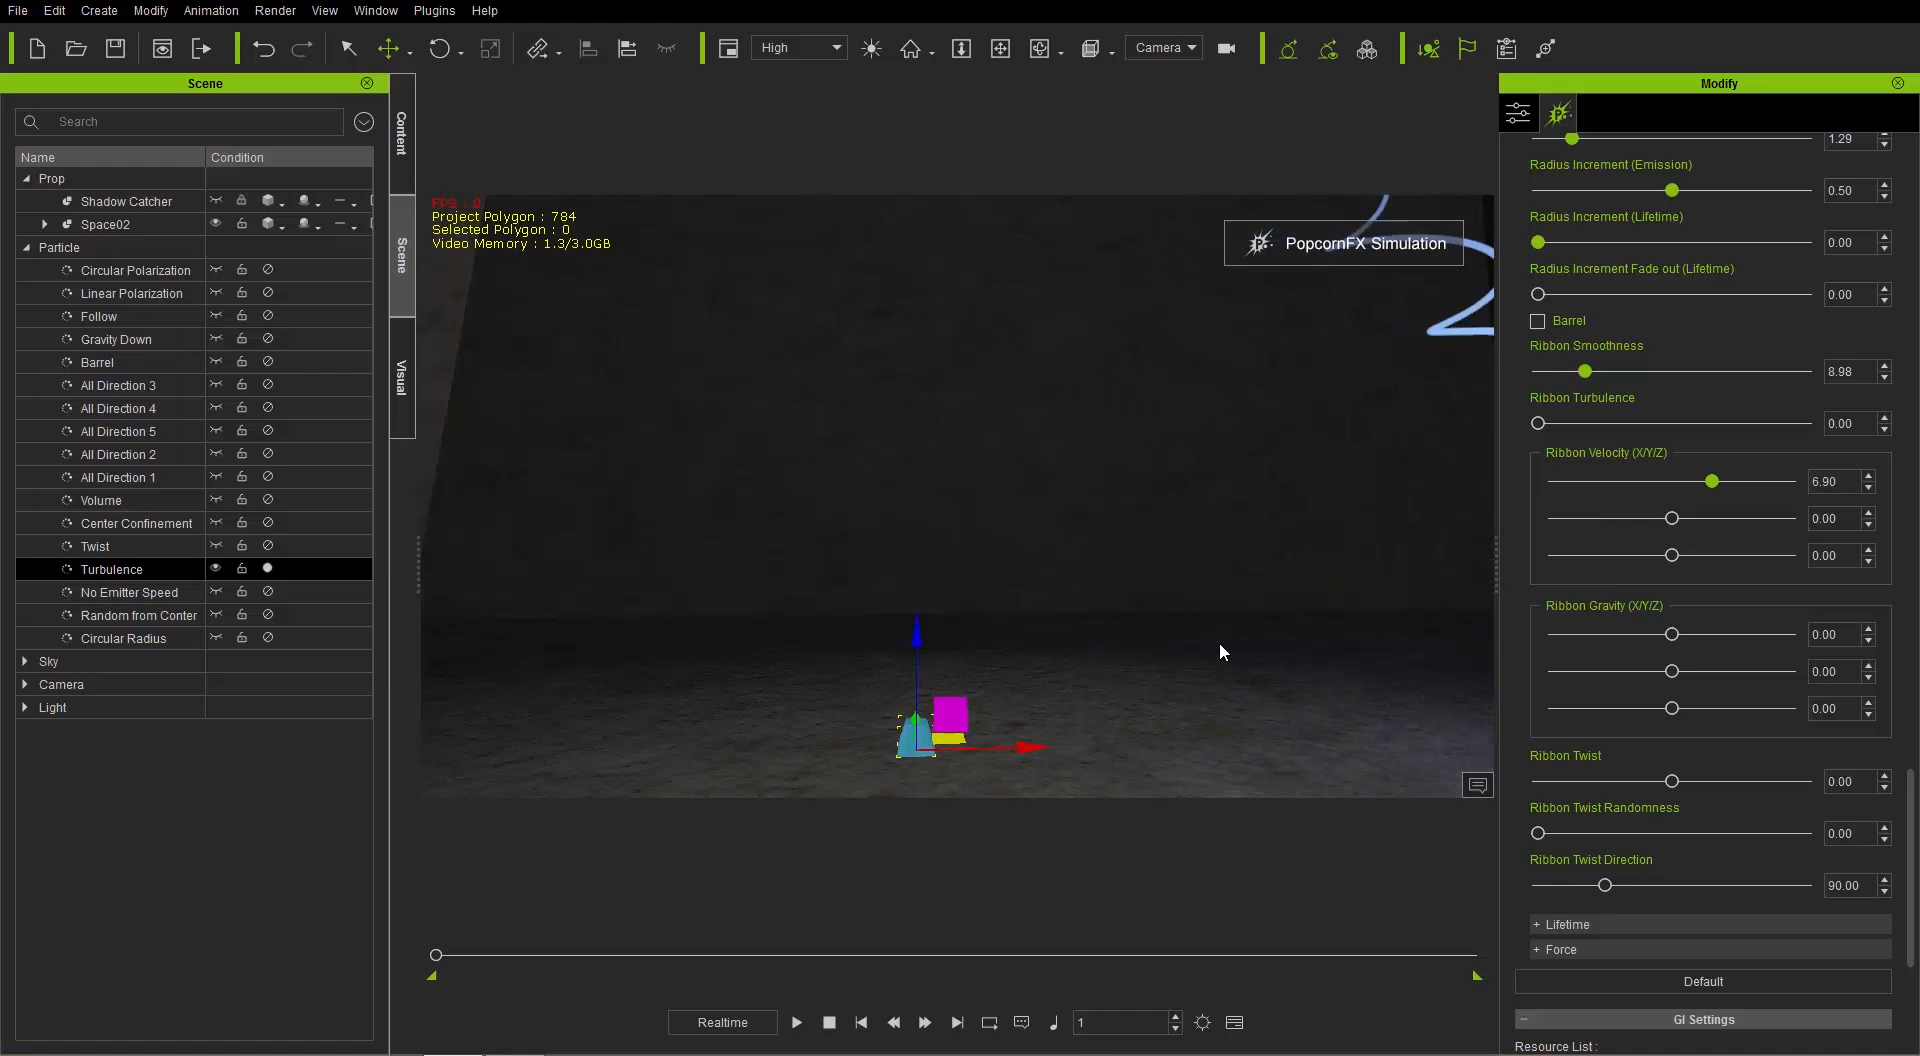 File Edit Create Modify Animation Render View Window Plugins Help
High
Camera
Scene
Modify
Search
Content
Scene
Visual
Name Condition
Prop
Shadow Catcher
Space02
Particle
Circular Polarization
Linear Polarization
Follow
Gravity Down
Barrel
All Direction 3
All Direction 4
All Direction 5
All Direction 2
All Direction 1
Volume
Center Confinement
Twist
Turbulence
No Emitter Speed
Random from Center
Circular Radius
Sky
Camera
Light
FPS : 0
Project Polygon : 784
Selected Polygon : 0
Video Memory : 1.3/3.0GB
PopcornFX Simulation
2
Realtime
1
1.29
Radius Increment (Emission)
0.50
Radius Increment (Lifetime)
0.00
Radius Increment Fade out (Lifetime)
0.00
Barrel
Ribbon Smoothness
8.98
Ribbon Turbulence
0.00
Ribbon Velocity (X/Y/Z)
6.90
0.00
0.00
Ribbon Gravity (X/Y/Z)
0.00
0.00
0.00
Ribbon Twist
0.00
Ribbon Twist Randomness
0.00
Ribbon Twist Direction
90.00
+ Lifetime
+ Force
Default
GI Settings
Resource List :